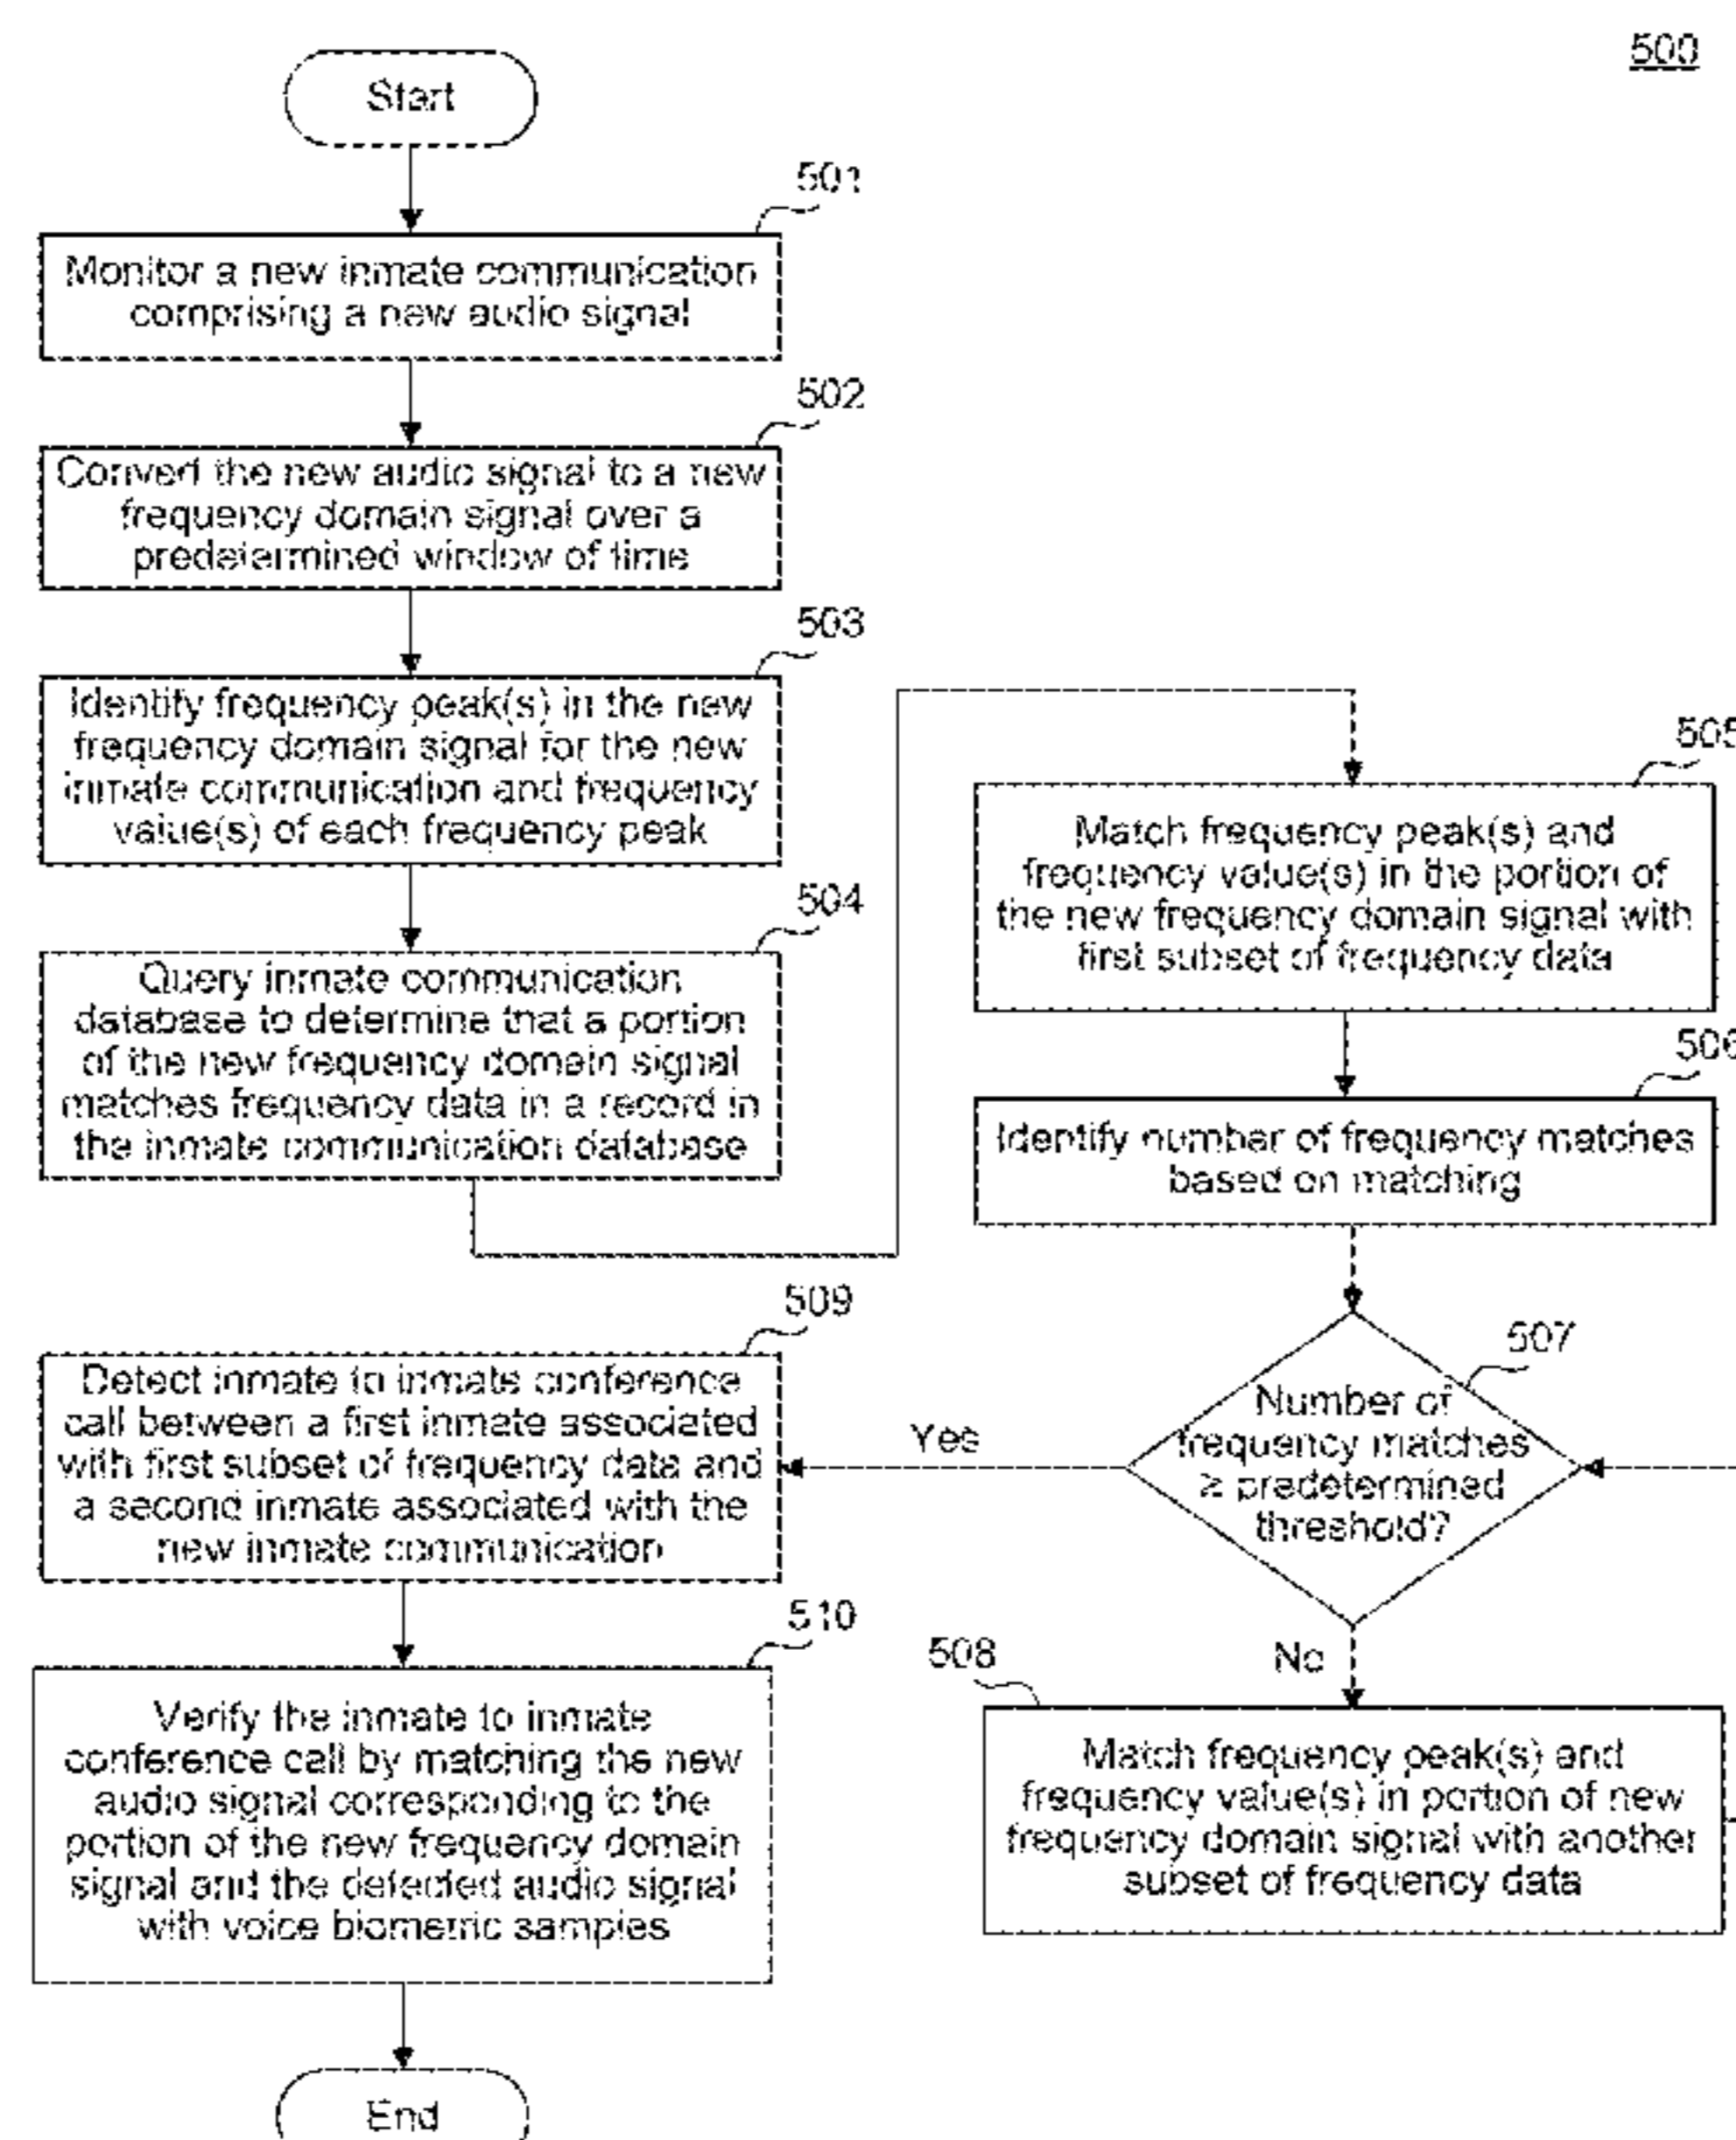 500
Start
501
Monitor a new inmate communication
comprising a new audio signal
502
Convert the new audio signal to a new
frequency domain signal over a
predetermined window of time
503
Identify frequency peak(s) in the new
frequency domain signal for the new
inmate communication and frequency
value(s) of each frequency peak
504
Query inmate communication
database to determine that a portion
of the new frequency domain signal
matches frequency data in a record in
the inmate communication database
505
Match frequency peak(s) and
frequency value(s) in the portion of
the new frequency domain signal with
first subset of frequency data
506
Identify number of frequency matches
based on matching
507
Number of
frequency matches
≥ predetermined
threshold?
Yes
No
508
Match frequency peak(s) and
frequency value(s) in portion of new
frequency domain signal with another
subset of frequency data
509
Detect inmate to inmate conference
call between a first inmate associated
with first subset of frequency data and
a second inmate associated with the
new inmate communication
510
Verify the inmate to inmate
conference call by matching the new
audio signal corresponding to the
portion of the new frequency domain
signal and the detected audio signal
with voice biometric samples
End